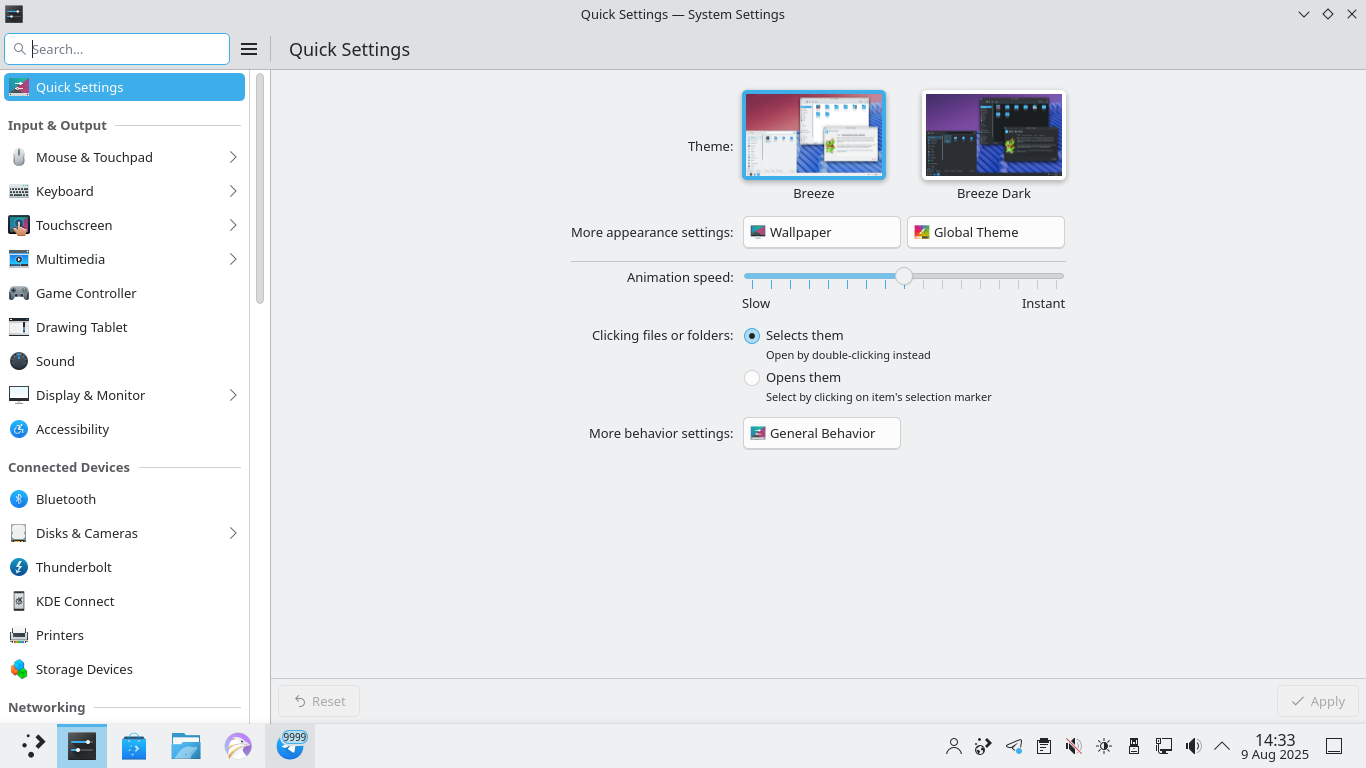 Quick Settings — System Settings
Search...
Quick Settings
Quick Settings
Input & Output
Mouse & Touchpad
Keyboard
Touchscreen
Multimedia
Game Controller
Drawing Tablet
Sound
Display & Monitor
Accessibility
Connected Devices
Bluetooth
Disks & Cameras
Thunderbolt
KDE Connect
Printers
Storage Devices
Networking
Theme:
Breeze
Breeze Dark
More appearance settings:
Wallpaper
Global Theme
Animation speed:
Slow
Instant
Clicking files or folders:
Selects them
Open by double-clicking instead
Opens them
Select by clicking on item's selection marker
More behavior settings:
General Behavior
Reset
Apply
9999
14:33
9 Aug 2025